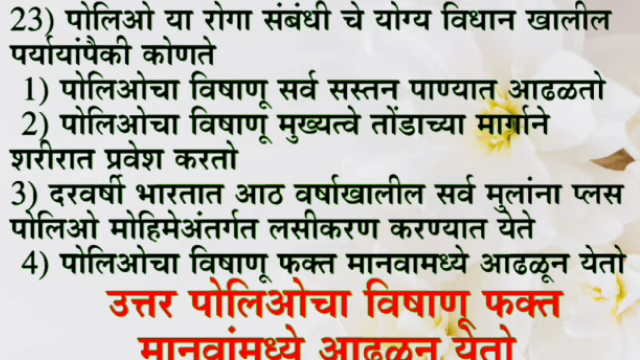 23) पोलिओ या रोगा संबंधी चे योग्य विधान खालील
पर्यायांपैकी कोणते
1) पोलिओचा विषाणू सर्व सस्तन पाण्यात आढळतो
2) पोलिओचा विषाणू मुख्यत्वे तोंडाच्या मार्गाने
शरीरात प्रवेश करतो
3) दरवर्षी भारतात आठ वर्षाखालील सर्व मुलांना प्लस
पोलिओ मोहिमेअंतर्गत लसीकरण करण्यात येते
4) पोलिओचा विषाणू फक्त मानवामध्ये आढळून येतो
उत्तर पोलिओचा विषाणू फक्त
मानवांमध्ये आढळून येतो